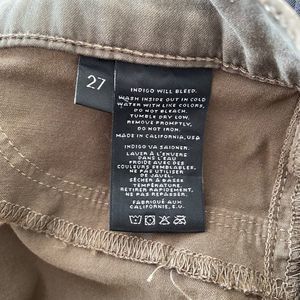 27
INDIGO WILL BLEED.
WASH INSIDE OUT IN COLD
WATER WITH LIKE COLORS.
DO NOT BLEACH.
TUMBLE DRY LOW.
REMOVE PROMPTLY.
DO NOT IRON.
MADE IN CALIFORNIA, USA
INDIGO VA SAIGNER.
LAVER À L'ENVERS
DANS L'EAU
FROIDE AVEC DES
COULEURS SEMBLABLES.
NE PAS UTILISER
DE JAVEL.
SÉCHER À BASSE
TEMPÉRATURE.
RETIRER RAPIDEMENT.
NE PAS REPASSER.
FABRIQUÉ AUX
CALIFORNIE, É.U.